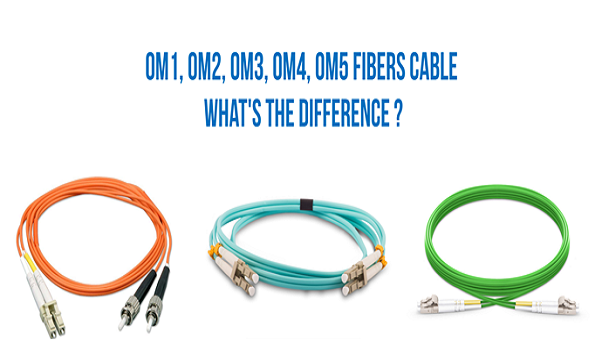 OM1, OM2, OM3, OM4, OM5 FIBERS CABLE
WHAT'S THE DIFFERENCE ?